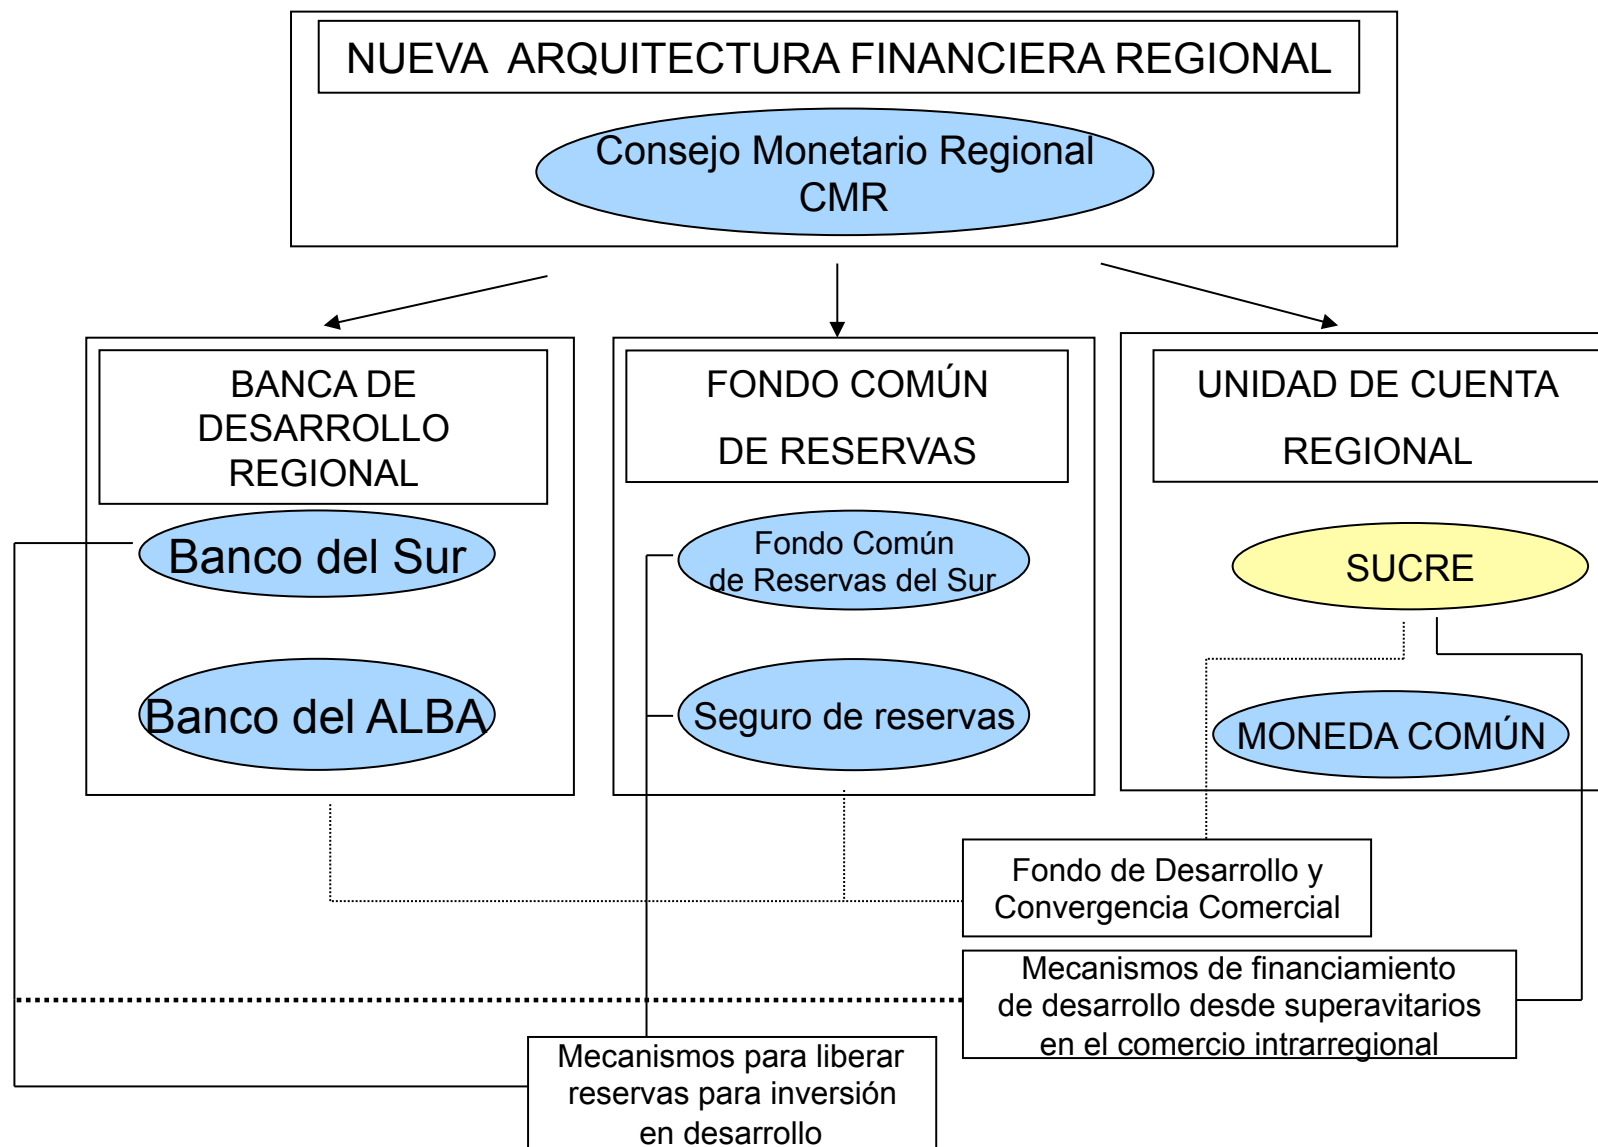 NUEVA ARQUITECTURA FINANCIERA REGIONAL
Consejo Monetario Regional
CMR
BANCA DE
DESARROLLO
REGIONAL
Banco del Sur
Banco del ALBA
FONDO COMÚN
DE RESERVAS
Fondo Común
de Reservas del Sur
Seguro de reservas
UNIDAD DE CUENTA
REGIONAL
SUCRE
MONEDA COMÚN
Fondo de Desarrollo y
Convergencia Comercial
Mecanismos de financiamiento
de desarrollo desde superavitarios
en el comercio intrarregional
Mecanismos para liberar
reservas para inversión
en desarrollo